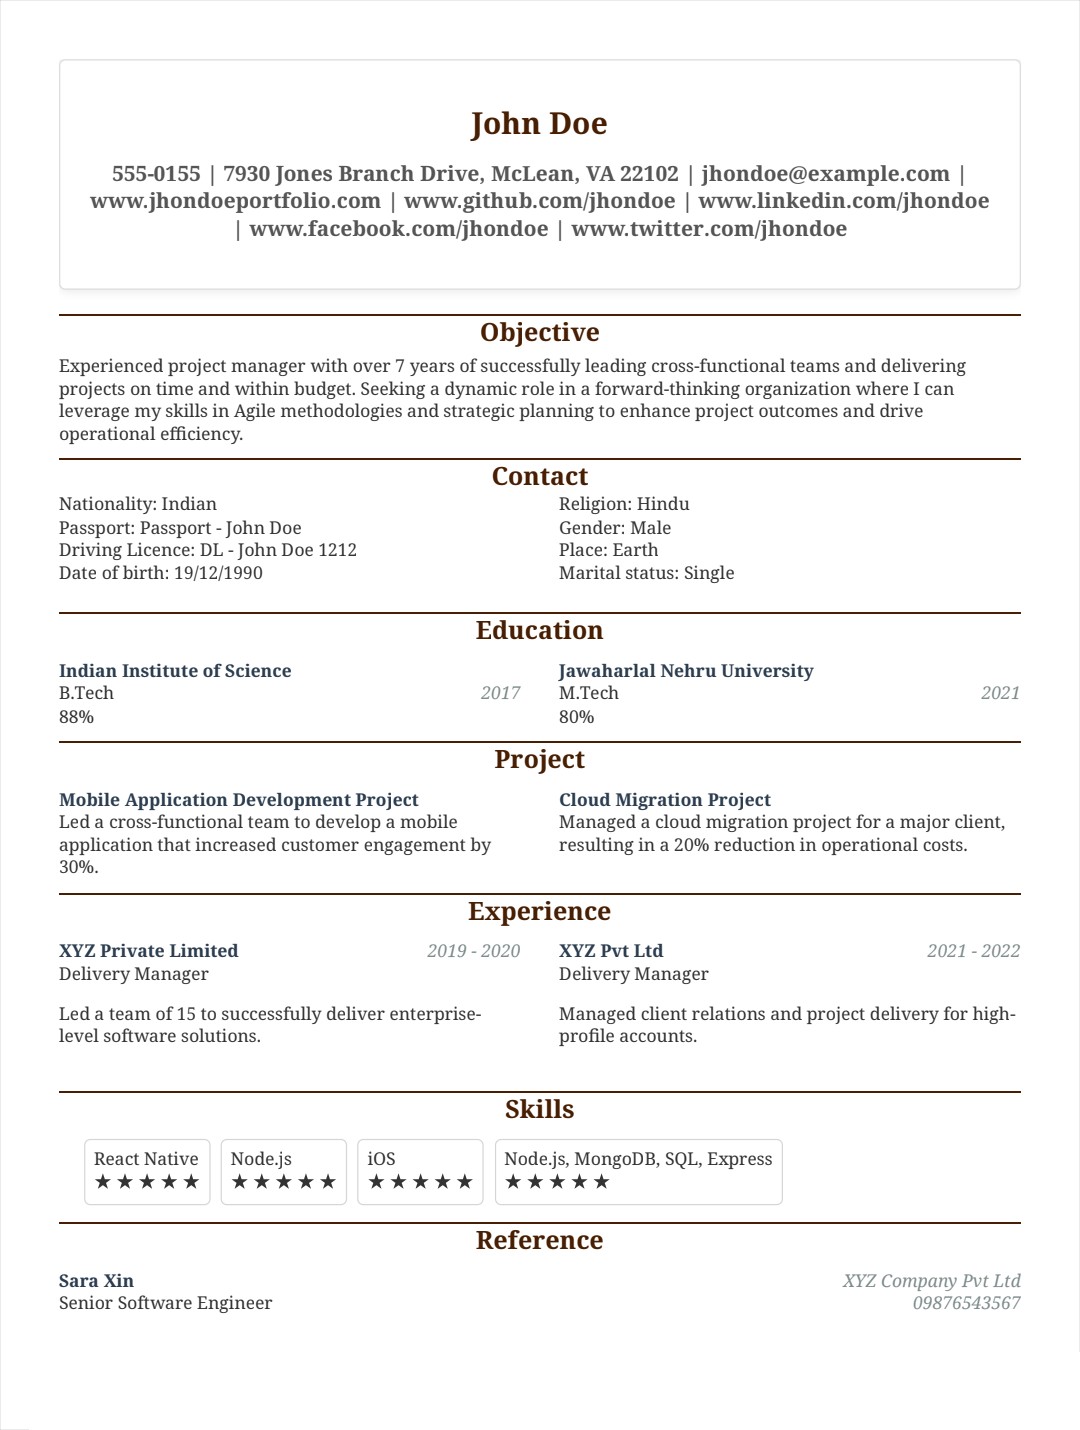 John Doe
555-0155 | 7930 Jones Branch Drive, McLean, VA 22102 | jhondoe@example.com |
www.jhondoeportfolio.com | www.github.com/jhondoe | www.linkedin.com/jhondoe
| www.facebook.com/jhondoe | www.twitter.com/jhondoe
Objective
Experienced project manager with over 7 years of successfully leading cross-functional teams and delivering
projects on time and within budget. Seeking a dynamic role in a forward-thinking organization where I can
leverage my skills in Agile methodologies and strategic planning to enhance project outcomes and drive
operational efficiency.
Contact
Nationality: Indian
Passport: Passport - John Doe
Driving Licence: DL - John Doe 1212
Date of birth: 19/12/1990
Religion: Hindu
Gender: Male
Place: Earth
Marital status: Single
Education
Indian Institute of Science
B.Tech 2017
88%
Jawaharlal Nehru University
M.Tech 2021
80%
Project
Mobile Application Development Project
Led a cross-functional team to develop a mobile
application that increased customer engagement by
30%.
Cloud Migration Project
Managed a cloud migration project for a major client,
resulting in a 20% reduction in operational costs.
Experience
XYZ Private Limited 2019 - 2020
Delivery Manager
Led a team of 15 to successfully deliver enterprise-
level software solutions.
XYZ Pvt Ltd 2021 - 2022
Delivery Manager
Managed client relations and project delivery for high-
profile accounts.
Skills
React Native
★★★★★
Node.js
★★★★★
iOS
★★★★★
Node.js, MongoDB, SQL, Express
★★★★★
Reference
Sara Xin XYZ Company Pvt Ltd
Senior Software Engineer 09876543567